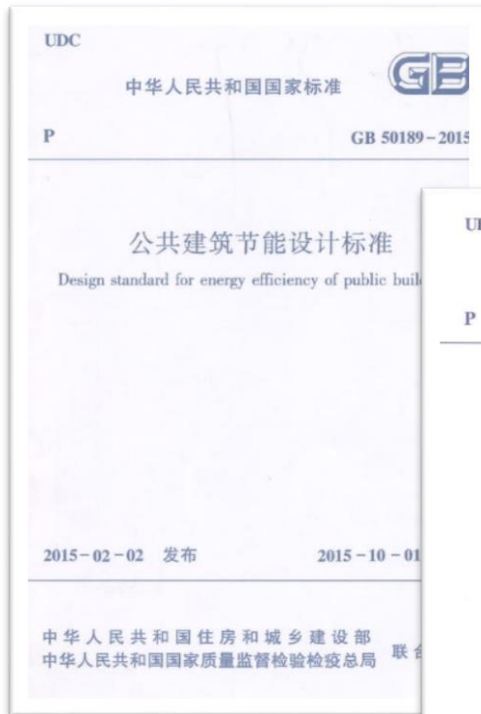 UDC
中华人民共和国国家标准
GB
P
GB 50189-2015
公共建筑节能设计标准
Design standard for energy efficiency of public
2015-02-02 发布
2015-10-01
中华人民共和国住房和城乡建设部
中华人民共和国国家质量监督检验检疫总局
联
P